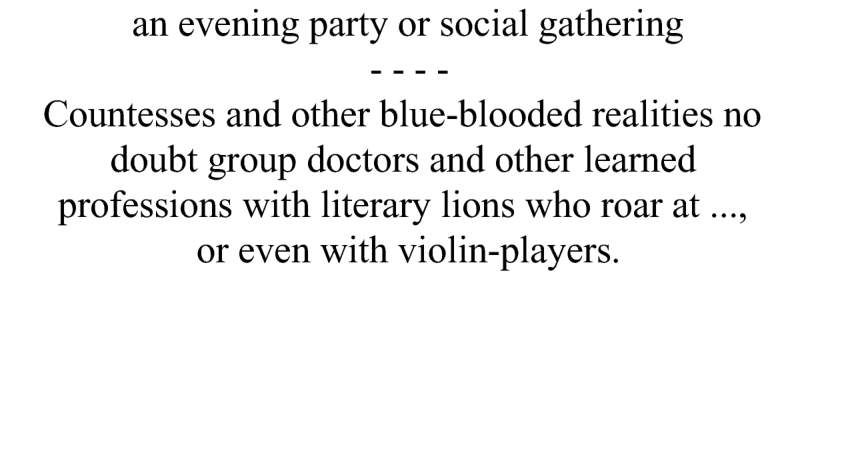 an evening party or social gathering
- - - -
Countesses and other blue-blooded realities no
doubt group doctors and other learned
professions with literary lions who roar at ...,
or even with violin-players.